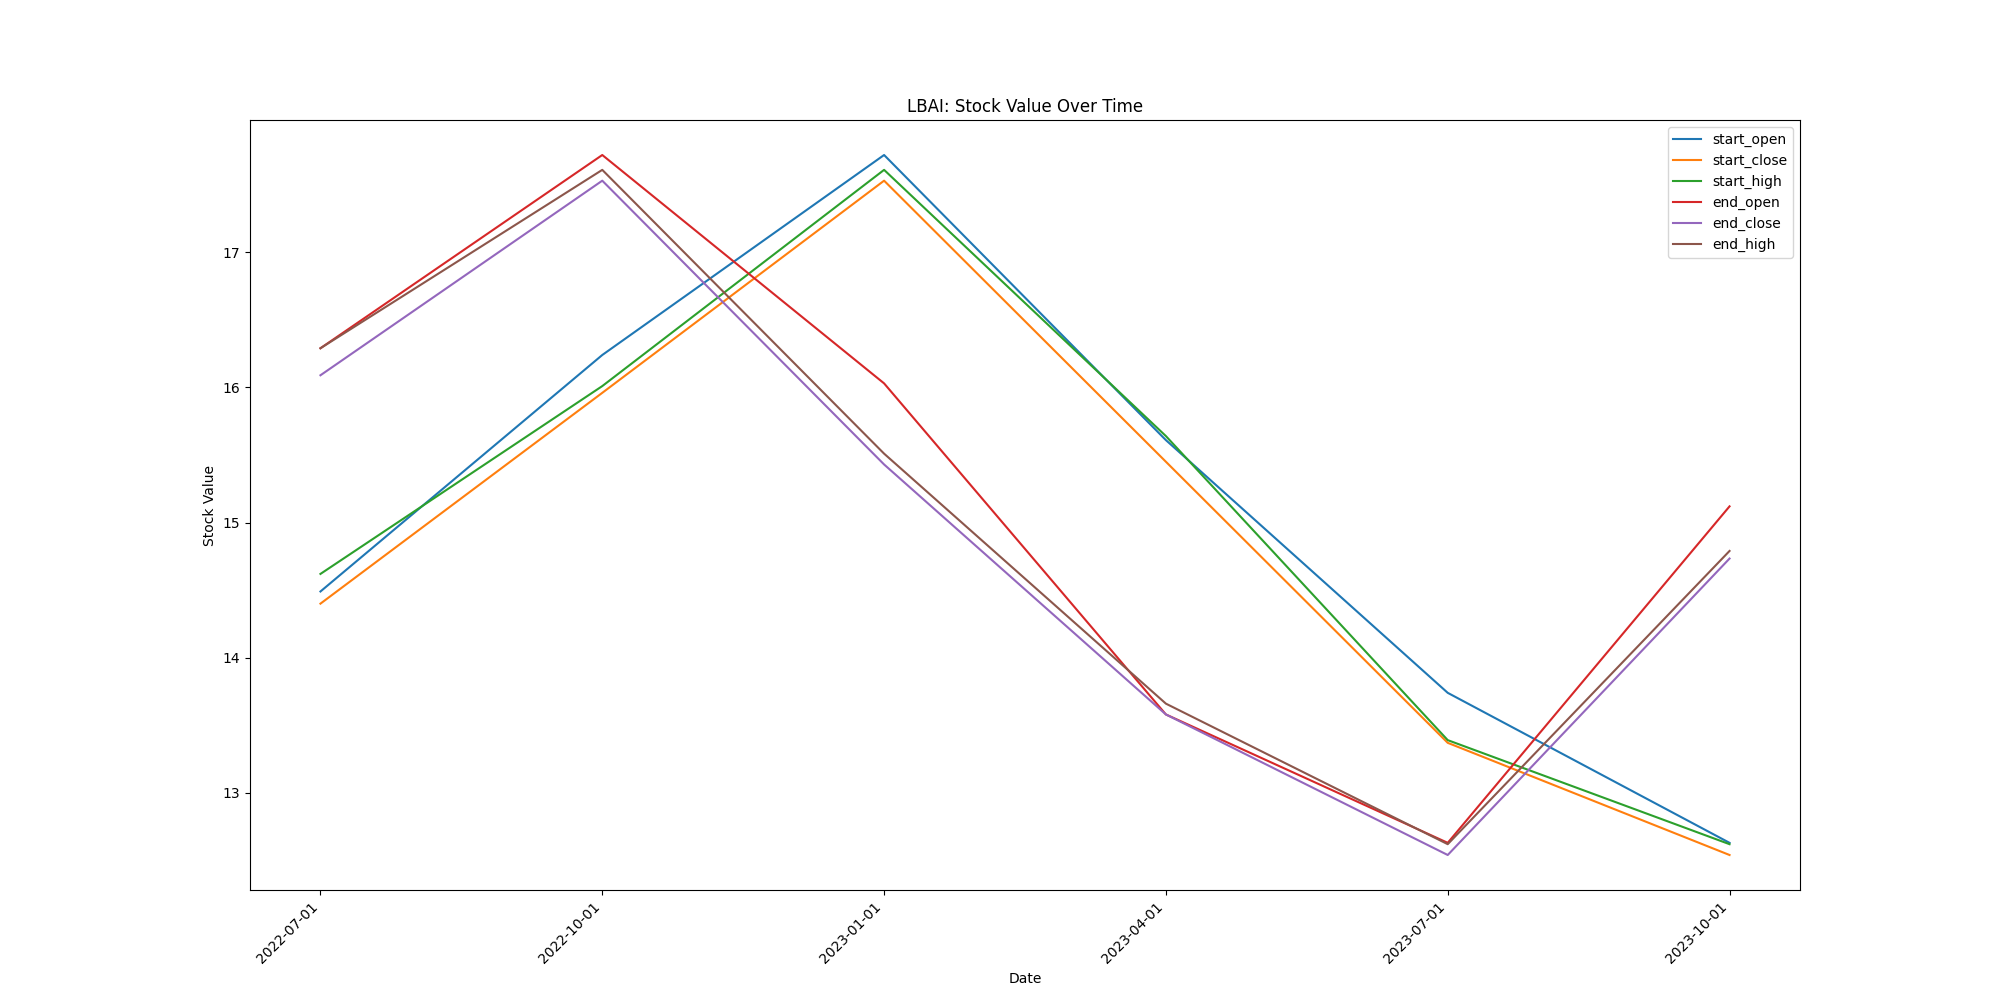 LBAI: Stock Value Over Time
start_open
start_close
start_high
end_open
end_close
end_high
Stock Value
17
16
15
14
13
2022-07-01
2022-10-01
2023-01-01
2023-04-01
2023-07-01
2023-10-01
Date